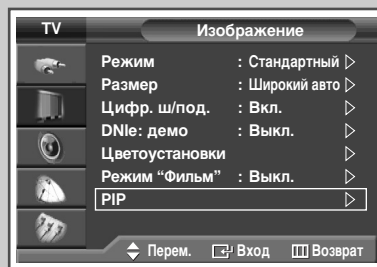 TV Изображение
Режим : Стандартный
Размер : Широкий авто
Цифр. ш/под. : Вкл.
DNIe: демо : Выкл.
Цветоустановки
Режим “Фильм” : Выкл.
PIP
Перем. Вход Возврат